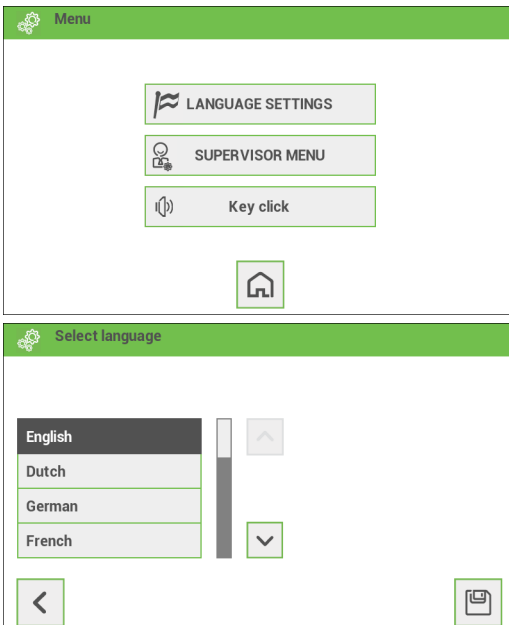 Menu
LANGUAGE SETTINGS
SUPERVISOR MENU
Key click
Select language
English
Dutch
German
French